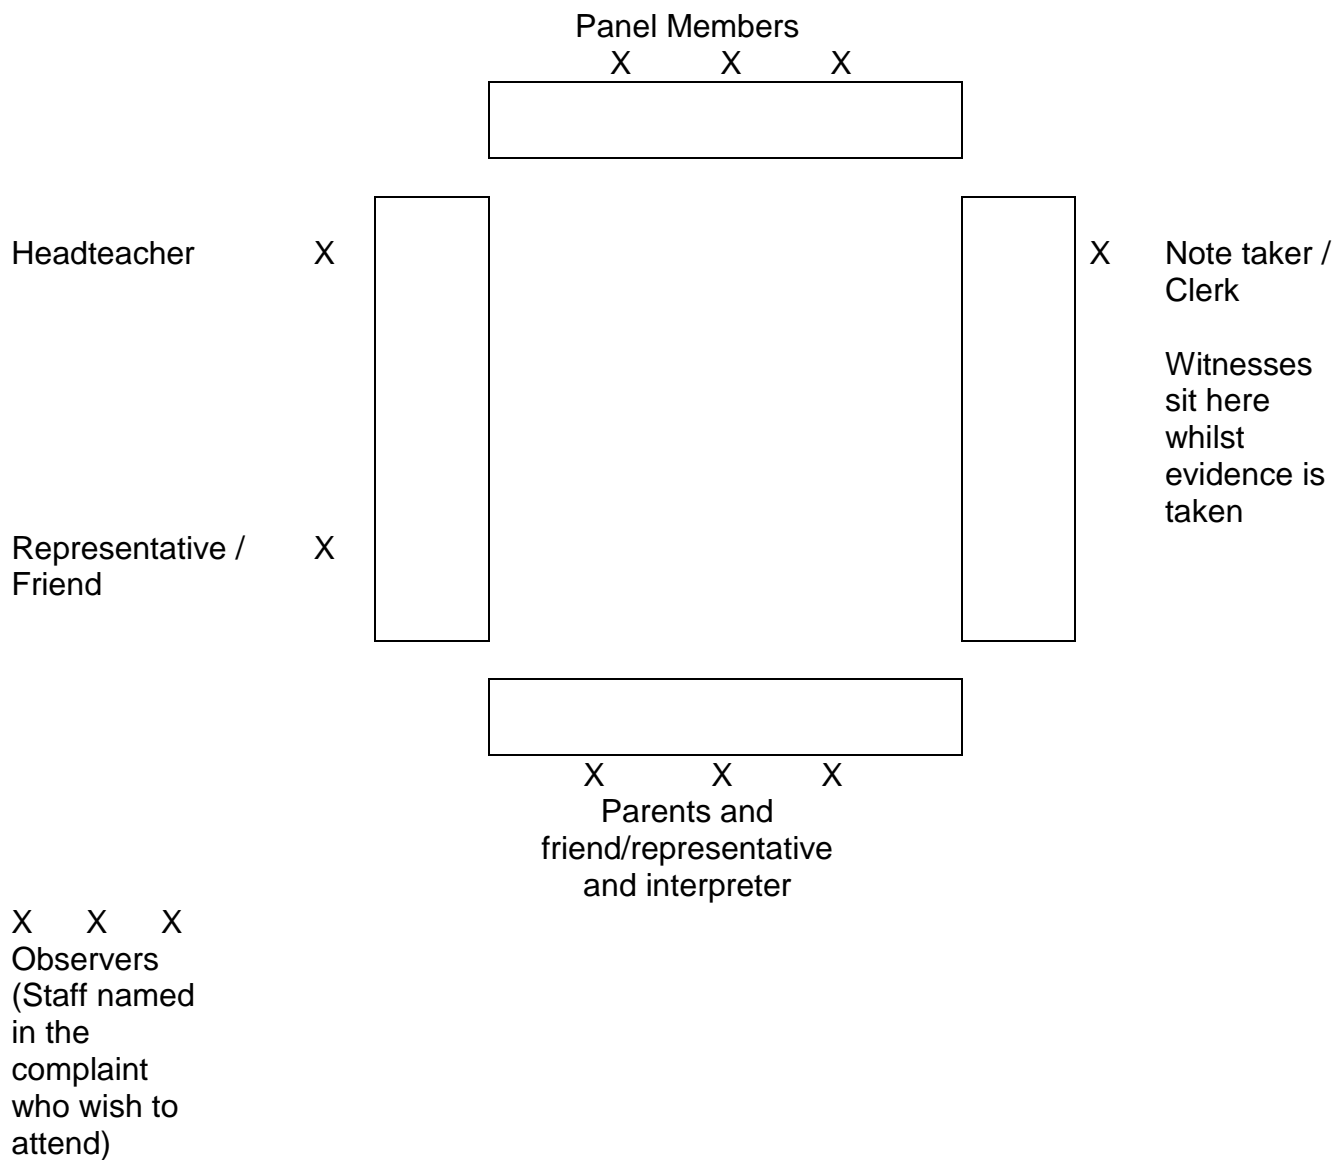 Panel Members
X X X
Headteacher X
X Note taker /
Clerk
Witnesses
sit here
whilst
evidence is
taken
Representative / X
Friend
X X X
Parents and
friend/representative
and interpreter
X X X
Observers
(Staff named
in the
complaint
who wish to
attend)